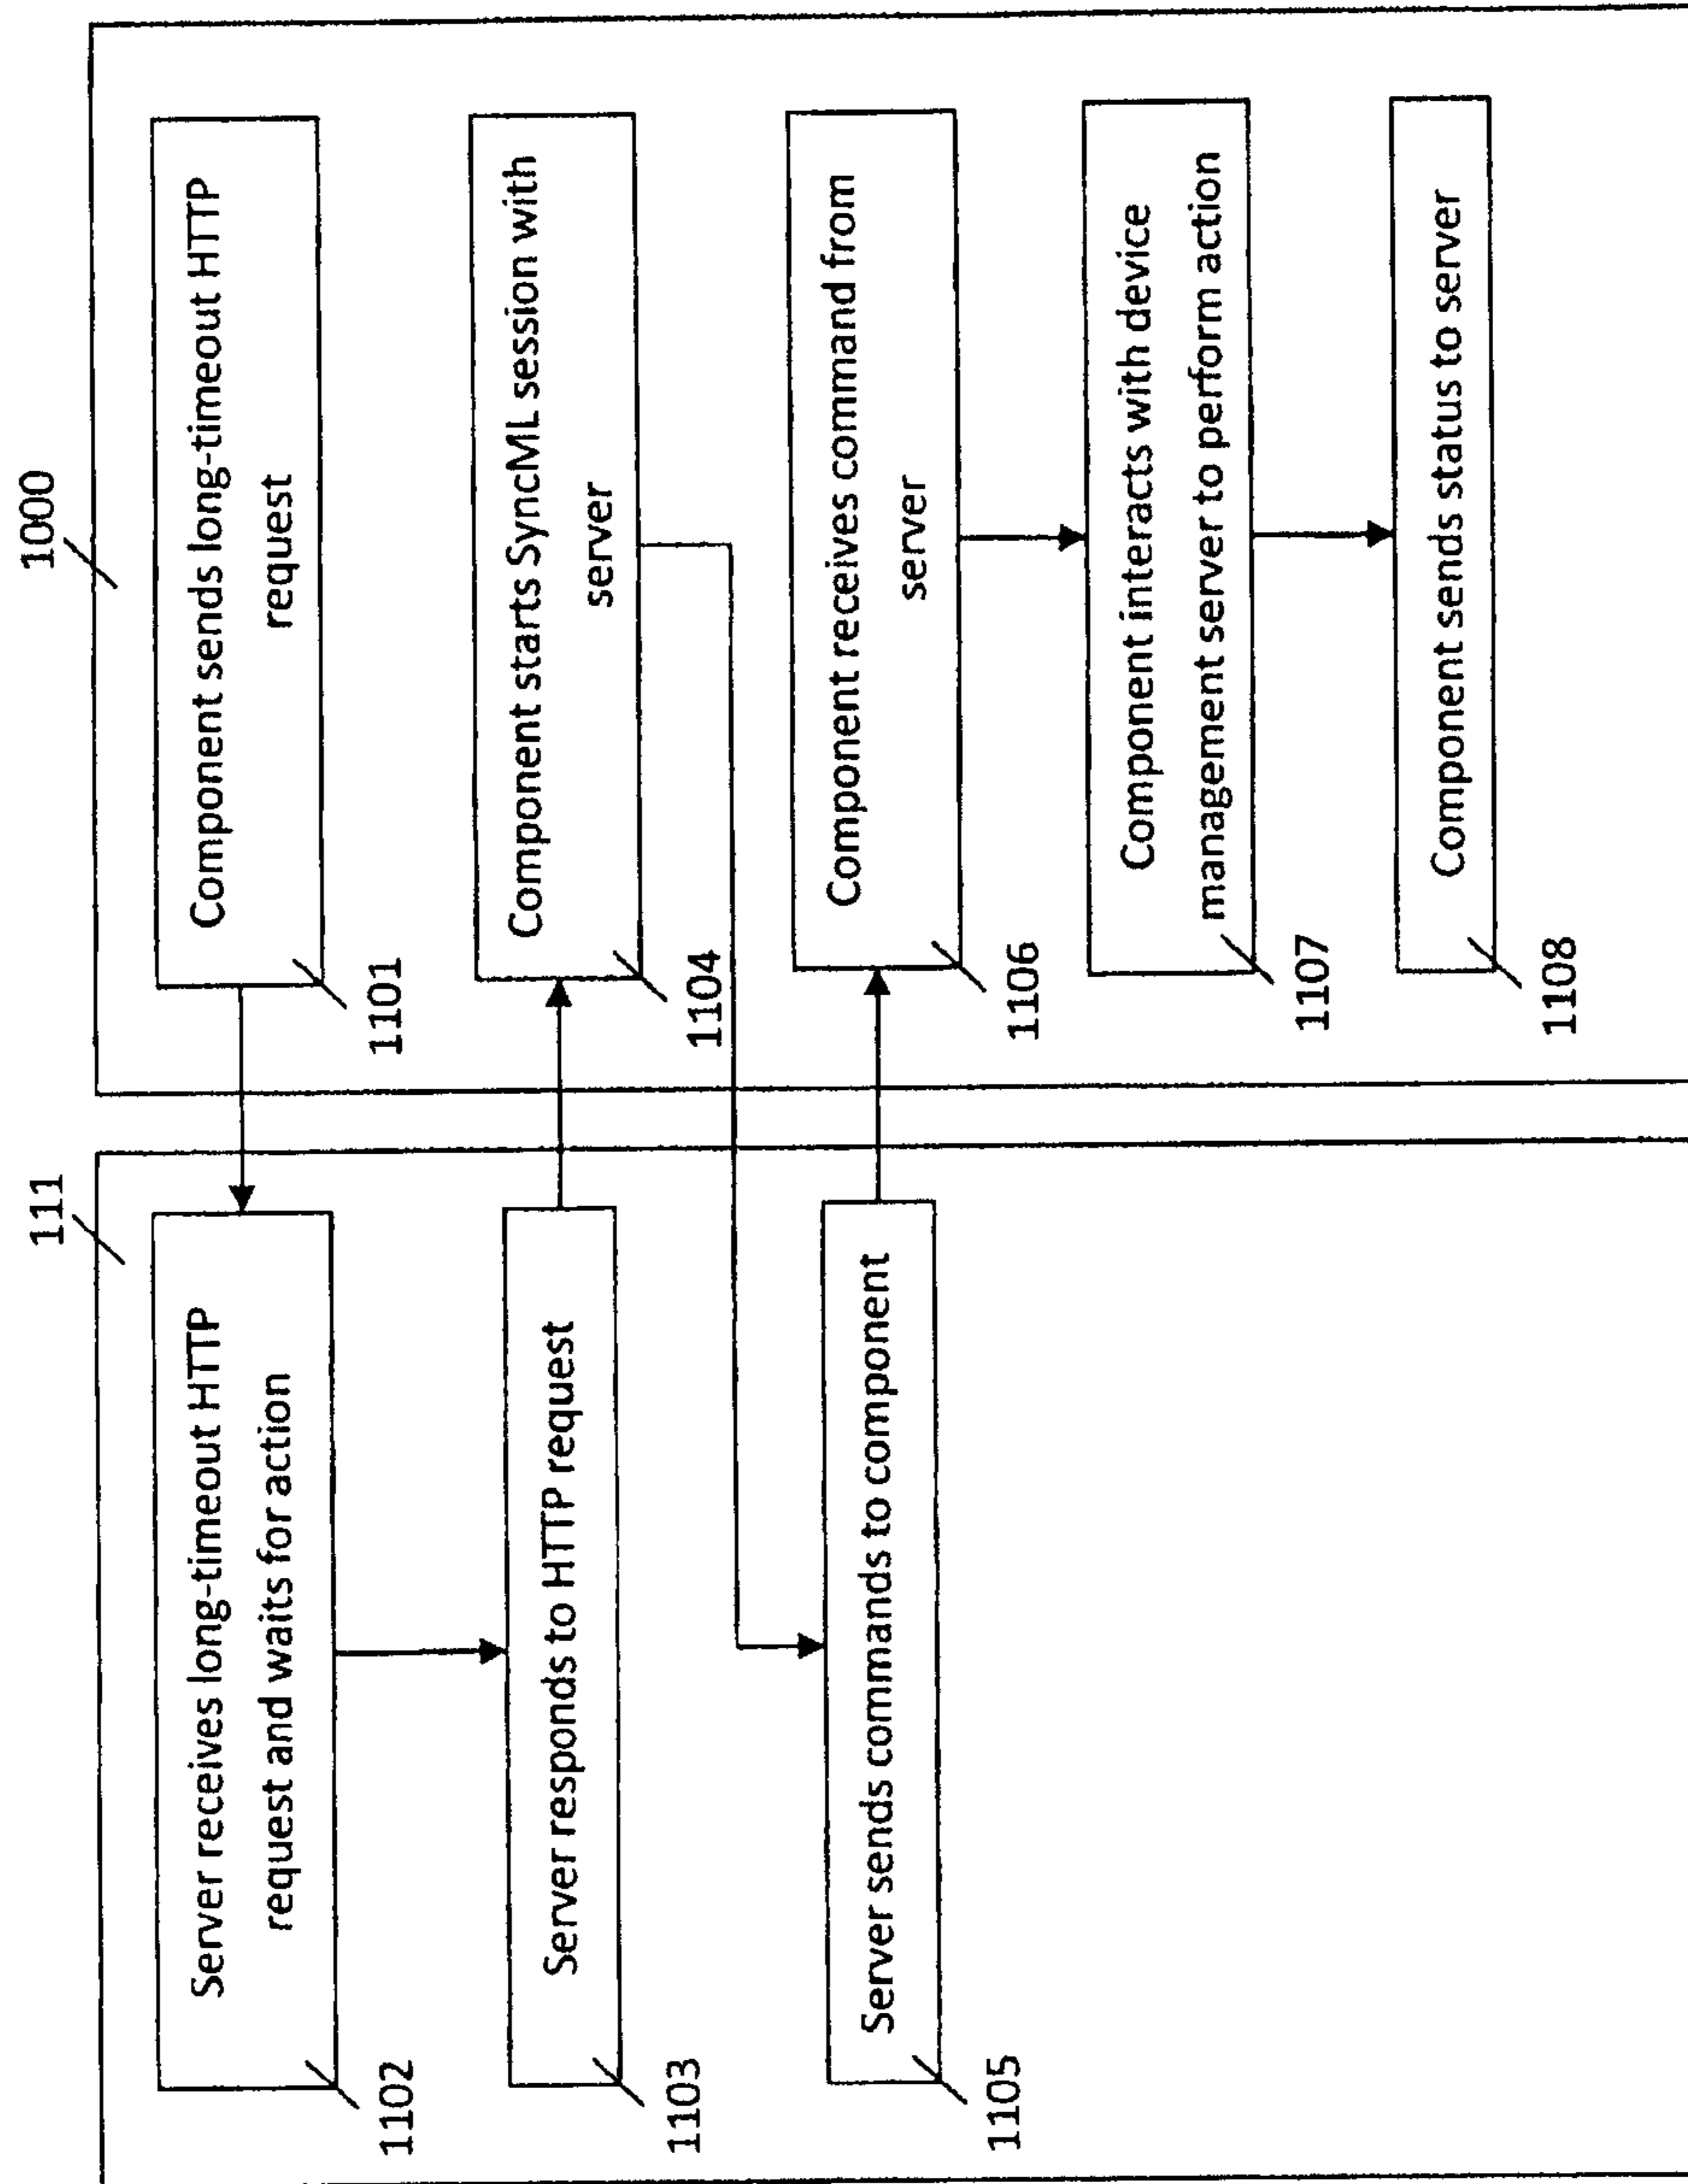 111
Server receives long-timeout HTTP
request and waits for action
1102
Server responds to HTTP request
1103
Server sends commands to component
1105
1000
Component sends long-timeout HTTP
request
1101
Component starts SyncML session with
server
1104
Component receives command from
server
1106
Component interacts with device
management server to perform action
1107
Component sends status to server
1108